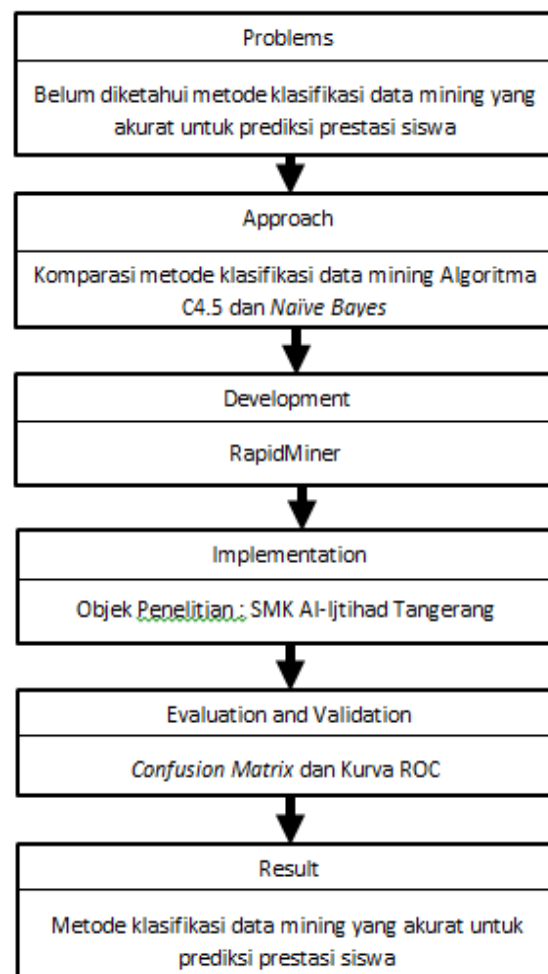 Problems
Belum diketahui metode klasifikasi data mining yang
akurat untuk prediksi prestasi siswa
Approach
Komparasi metode klasifikasi data mining Algoritma
C4.5 dan Naïve Bayes
Development
RapidMiner
Implementation
Objek Penelitian : SMK Al-Ijtihad Tangerang
Evaluation and Validation
Confusion Matrix dan Kurva ROC
Result
Metode klasifikasi data mining yang akurat untuk
prediksi prestasi siswa